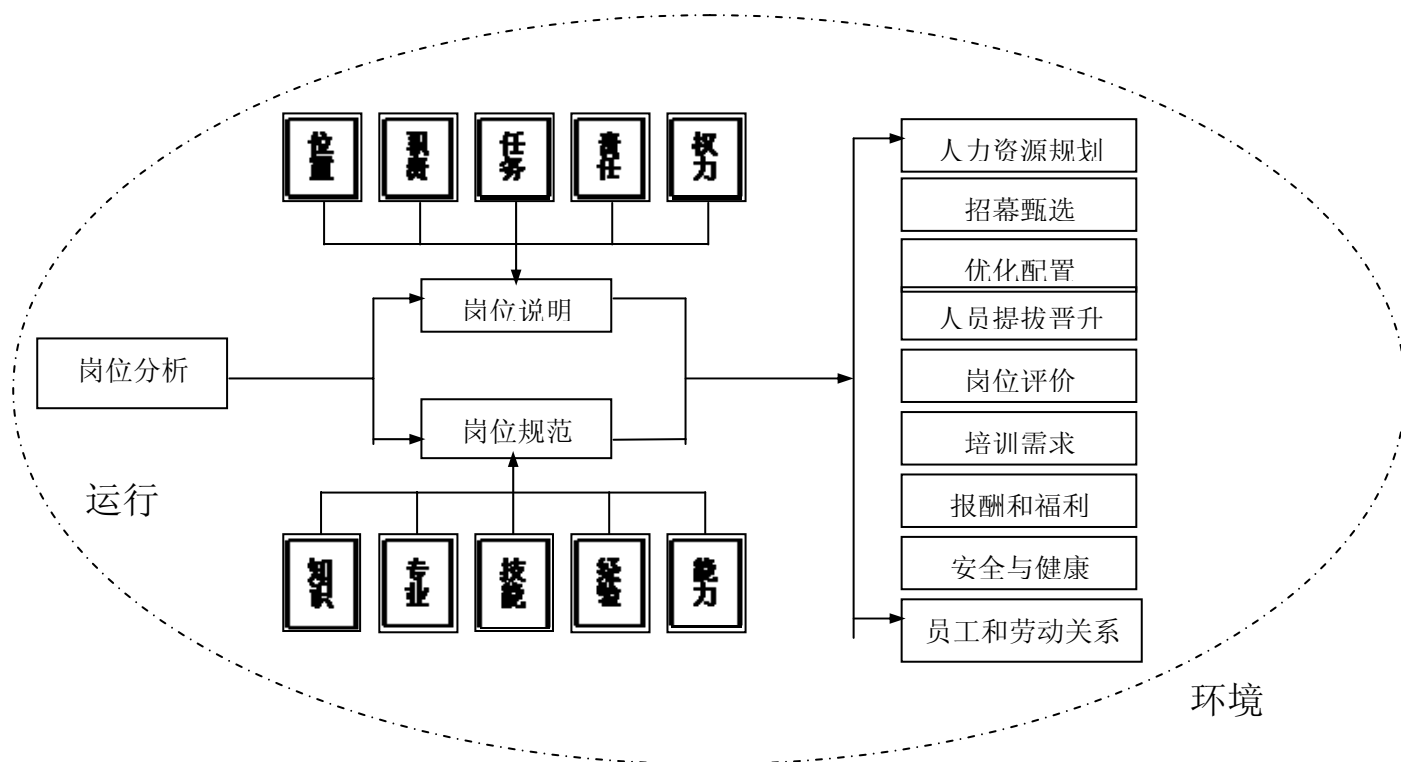 位置
职责
任务
责任
权力
人力资源规划
招幕甄选
优化配置
岗位说明
人员提拔晋升
岗位分析
岗位评价
岗位规范
培训需求
运行
报酬和福利
知识
专业
技能
经验
能力
安全与健康
员工和劳动关系
环境